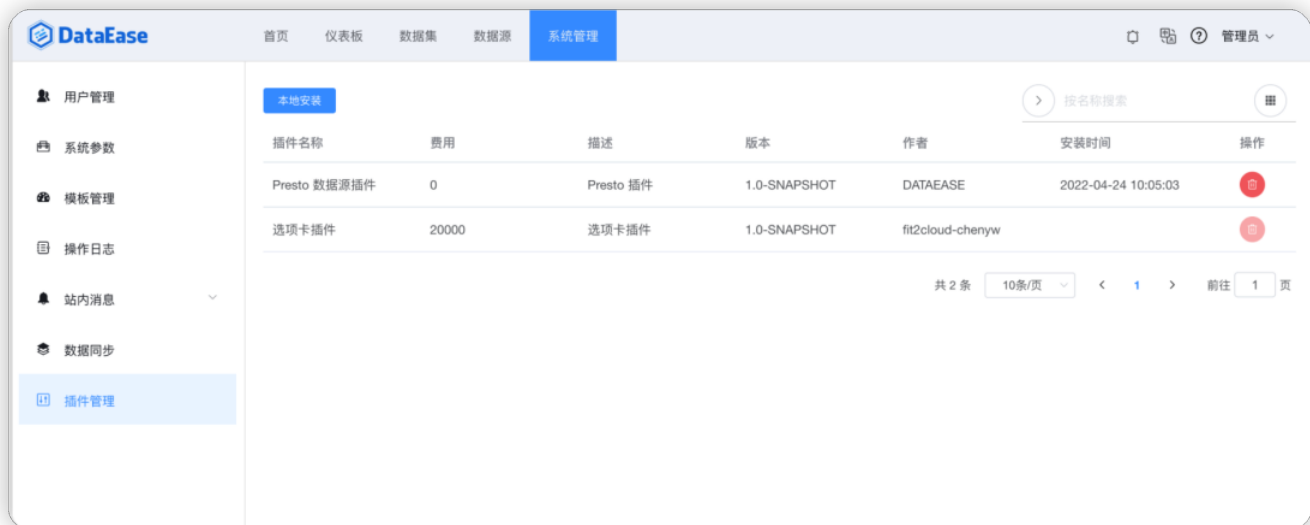 DataEase 首页 仪表板 数据集 数据源 系统管理 管理员
用户管理
系统参数
模板管理
操作日志
站内消息
数据同步
插件管理
本地安装 按名称搜索
插件名称 费用 描述 版本 作者 安装时间 操作
Presto 数据源插件 0 Presto 插件 1.0-SNAPSHOT DATAEASE 2022-04-24 10:05:03
选项卡插件 20000 选项卡插件 1.0-SNAPSHOT fit2cloud-chenyw
共 2 条 10条/页 1 前往 1 页